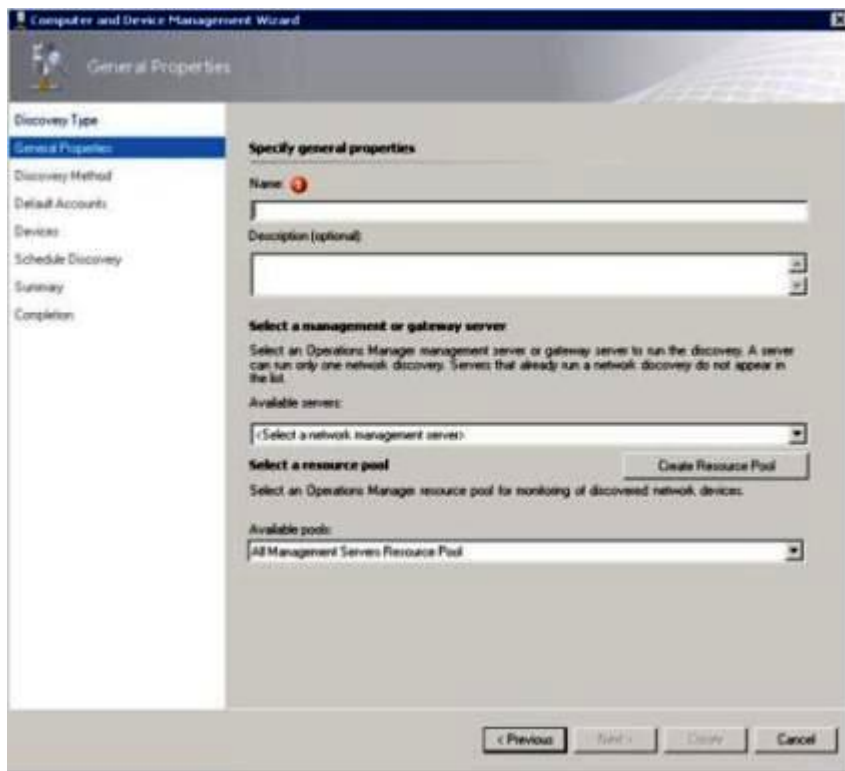 Computer and Device Management Wizard
General Properties
Discovery Type
General Properties
Discovery Method
Default Accounts
Devices
Schedule Discovery
Summary
Completion
Specify general properties
Name:
Description (optional):
Select a management or gateway server
Select an Operations Manager management server or gateway server to run the discovery. A server
can run only one network discovery. Servers that already run a network discovery do not appear in
the list.
Available servers:
<Select a network management server>
Select a resource pool
Create Resource Pool
Select an Operations Manager resource pool for monitoring of discovered network devices.
Available pools:
All Management Servers Resource Pool
< Previous
Next >
Create
Cancel